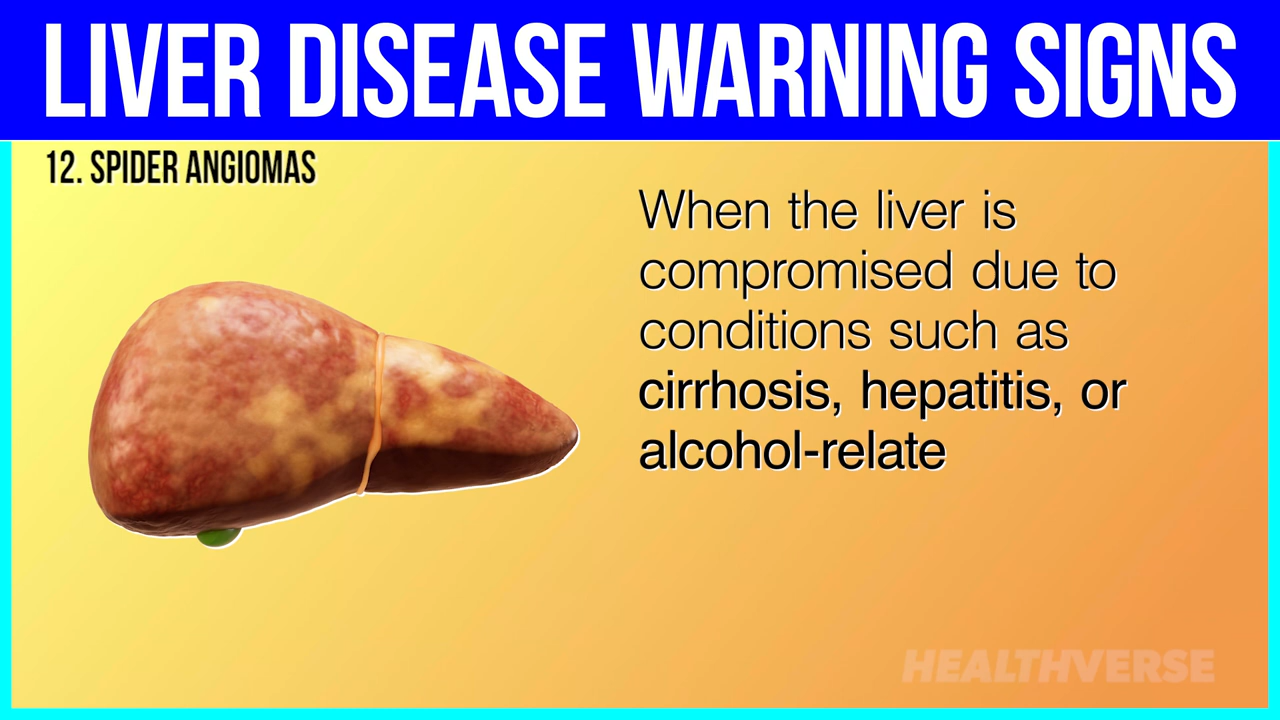 LIVER DISEASE WARNING SIGNS
12. SPIDER ANGIOMAS
When the liver is
compromised due to
conditions such as
cirrhosis, hepatitis, or
alcohol-relate
HEALTHVERSE